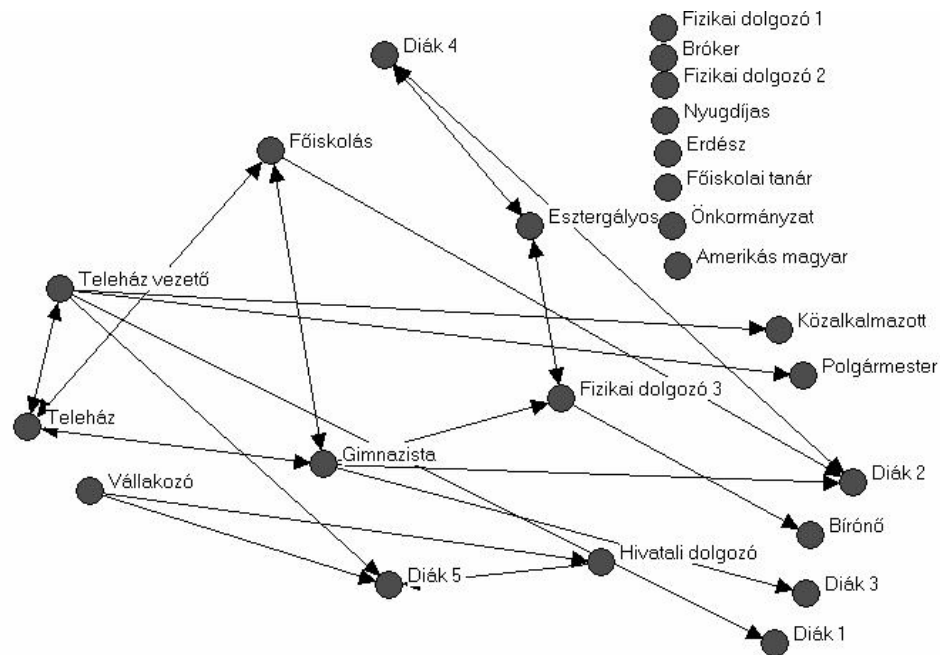 Fizikai dolgozó 1
Diák 4
Bróker
Fizikai dolgozó 2
Nyugdíjas
Főiskolás
Erdész
Főiskolai tanár
Esztergályos
Önkormányzat
Amerikás magyar
Teleház vezető
Közalkalmazott
Polgármester
Fizikai dolgozó 3
Teleház
Gimnazista
Diák 2
Vállakozó
Bírónő
Hivatali dolgozó
Diák 5
Diák 3
Diák 1